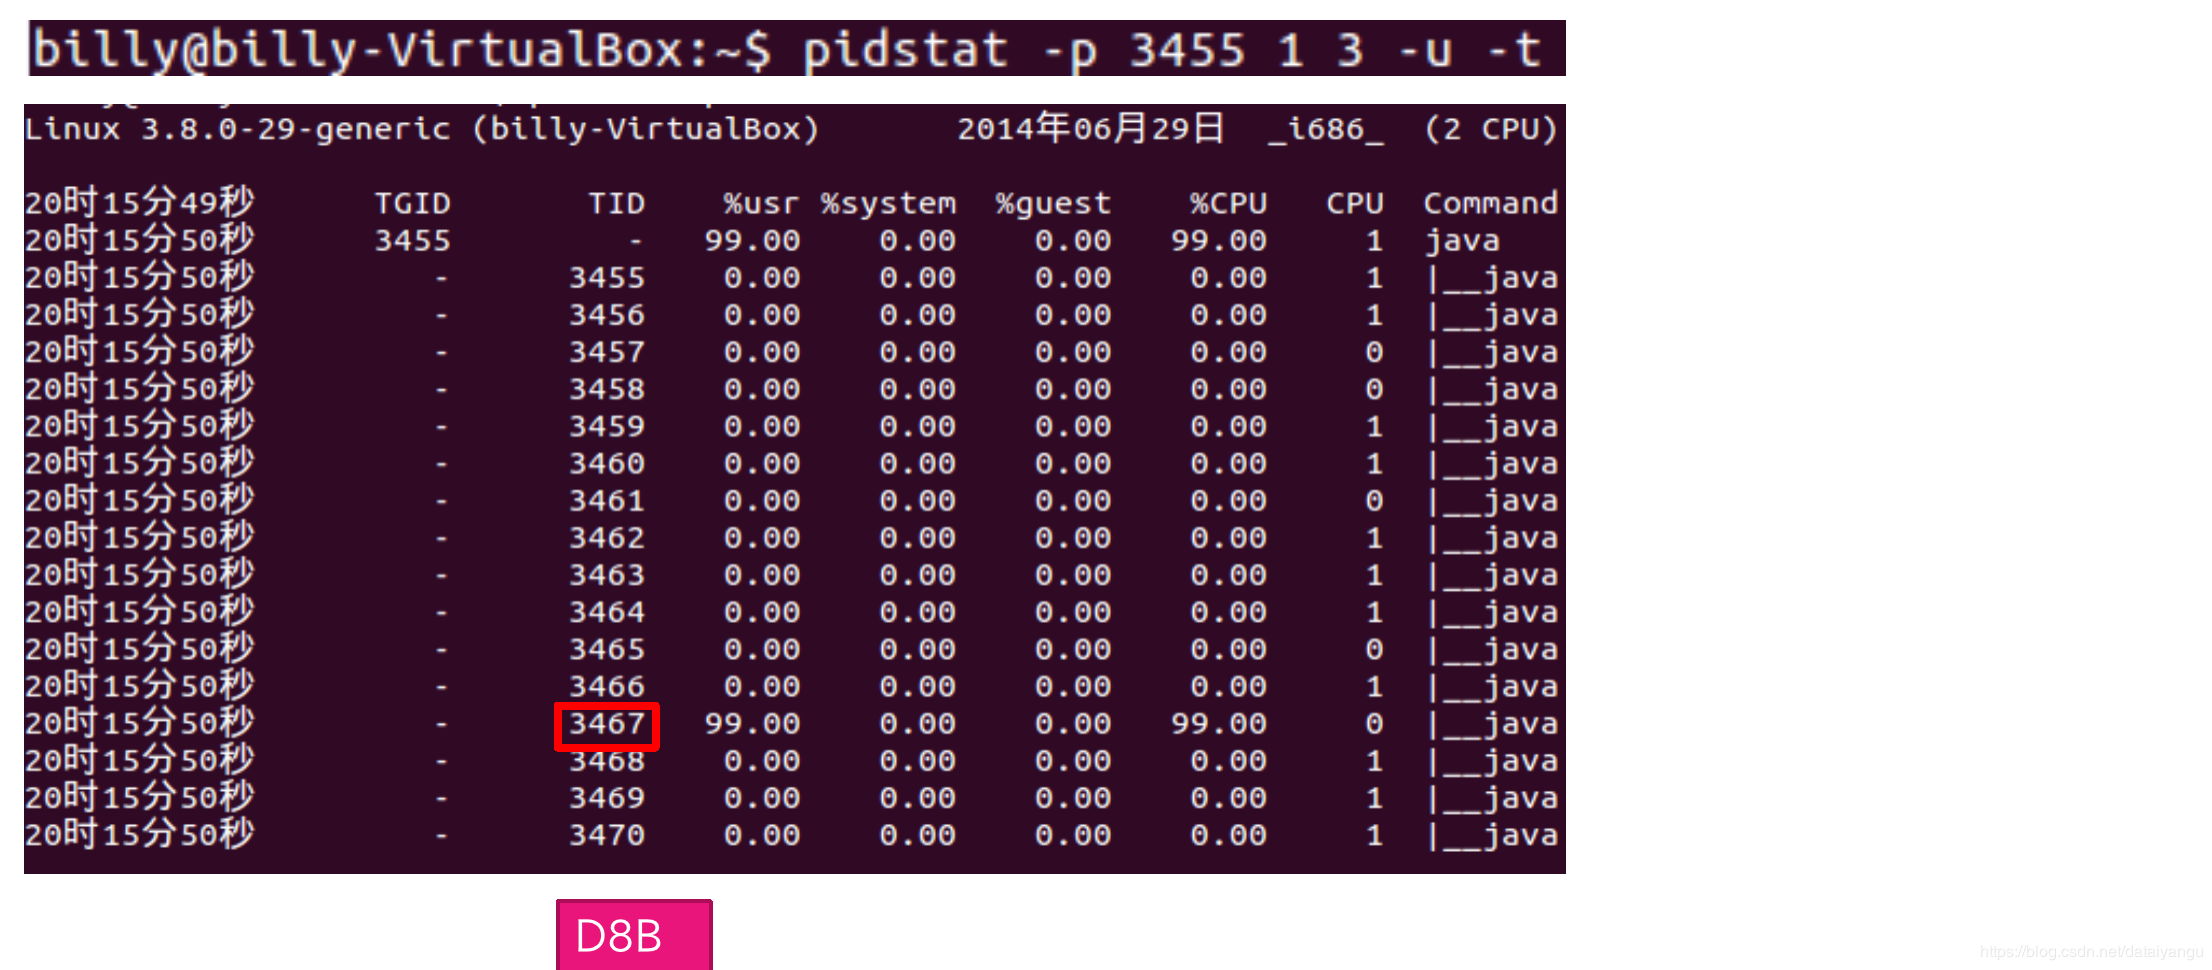 billy@billy-VirtualBox:~$ pidstat -p 3455 1 3 -u -t
Linux 3.8.0-29-generic (billy-VirtualBox) 2014年06月29日 _i686_ (2 CPU)
20时15分49秒 TGID TID %usr %system %guest %CPU CPU Command
20时15分50秒 3455 - 99.00 0.00 0.00 99.00 1 java
20时15分50秒 - 3455 0.00 0.00 0.00 0.00 1 |__java
20时15分50秒 - 3456 0.00 0.00 0.00 0.00 1 |__java
20时15分50秒 - 3457 0.00 0.00 0.00 0.00 0 |__java
20时15分50秒 - 3458 0.00 0.00 0.00 0.00 0 |__java
20时15分50秒 - 3459 0.00 0.00 0.00 0.00 1 |__java
20时15分50秒 - 3460 0.00 0.00 0.00 0.00 1 |__java
20时15分50秒 - 3461 0.00 0.00 0.00 0.00 0 |__java
20时15分50秒 - 3462 0.00 0.00 0.00 0.00 1 |__java
20时15分50秒 - 3463 0.00 0.00 0.00 0.00 1 |__java
20时15分50秒 - 3464 0.00 0.00 0.00 0.00 1 |__java
20时15分50秒 - 3465 0.00 0.00 0.00 0.00 0 |__java
20时15分50秒 - 3466 0.00 0.00 0.00 0.00 1 |__java
20时15分50秒 - 3467 99.00 0.00 0.00 99.00 0 |__java
20时15分50秒 - 3468 0.00 0.00 0.00 0.00 1 |__java
20时15分50秒 - 3469 0.00 0.00 0.00 0.00 1 |__java
20时15分50秒 - 3470 0.00 0.00 0.00 0.00 1 |__java
D8B
https://blog.csdn.net/dataiyangu